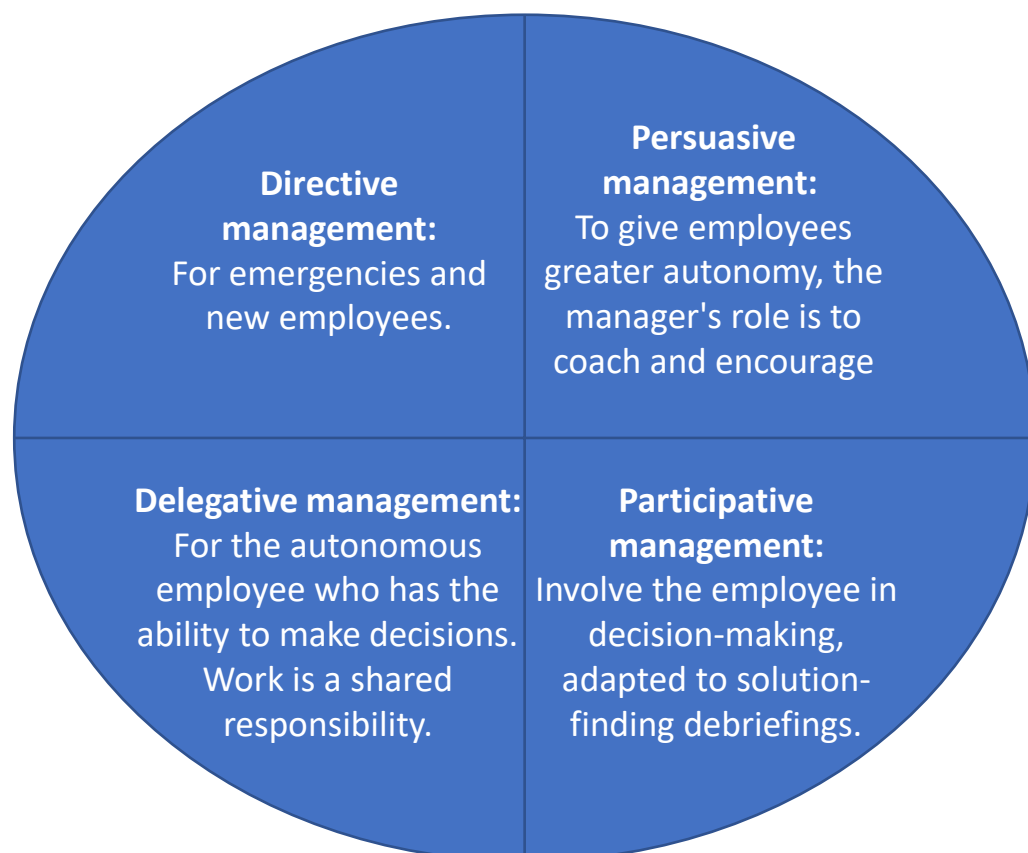 Directive
management:
For emergencies and
new employees.
Persuasive
management:
To give employees
greater autonomy, the
manager's role is to
coach and encourage
Delegative management:
For the autonomous
employee who has the
ability to make decisions.
Work is a shared
responsibility.
Participative
management:
Involve the employee in
decision-making,
adapted to solution-
finding debriefings.